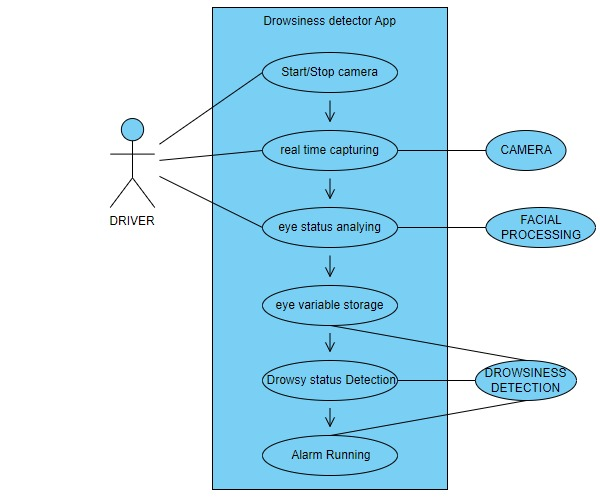 Drowsiness detector App
Start/Stop camera
real time capturing
CAMERA
DRIVER
eye status analying
FACIAL
PROCESSING
eye variable storage
Drowsy status Detection
DROWSINESS
DETECTION
Alarm Running